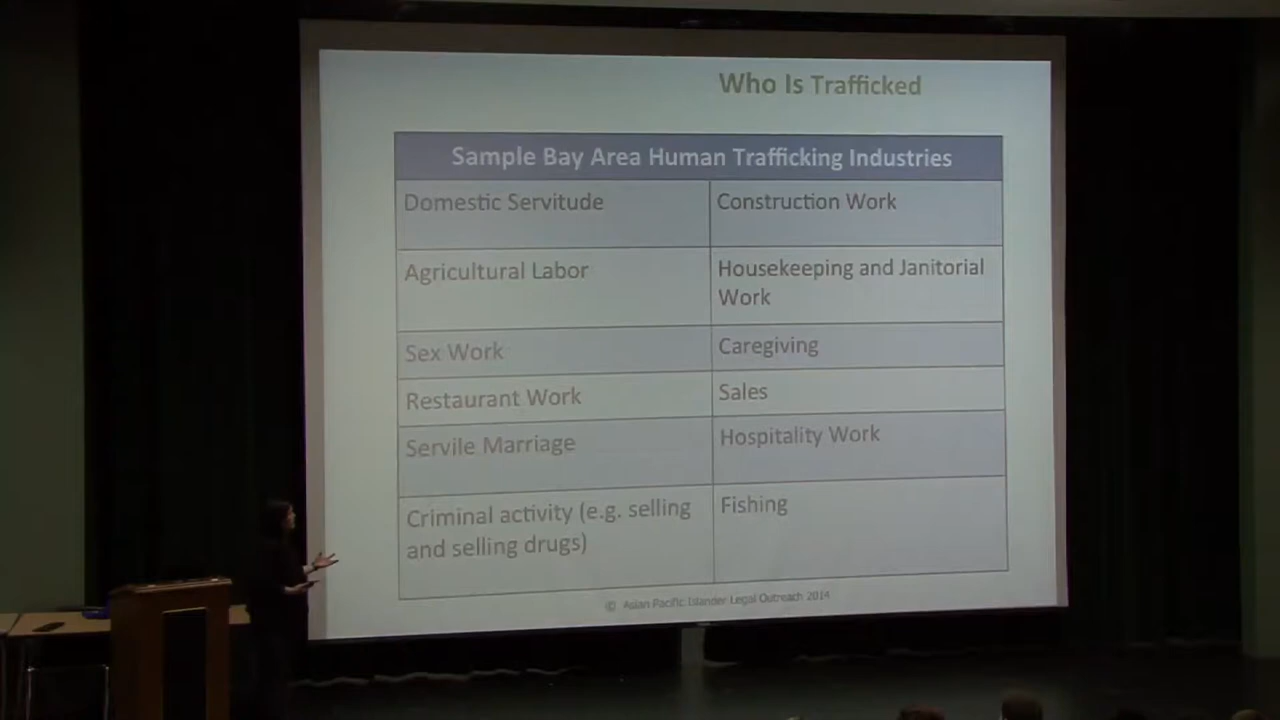 Who Is Trafficked
Sample Bay Area Human Trafficking Industries
Domestic Servitude
Construction Work
Agricultural Labor
Housekeeping and Janitorial
Work
Sex Work
Caregiving
Restaurant Work
Sales
Servile Marriage
Hospitality Work
Criminal activity (e.g. selling
and selling drugs)
Fishing
© Asian Pacific Islander Legal Outreach 2014